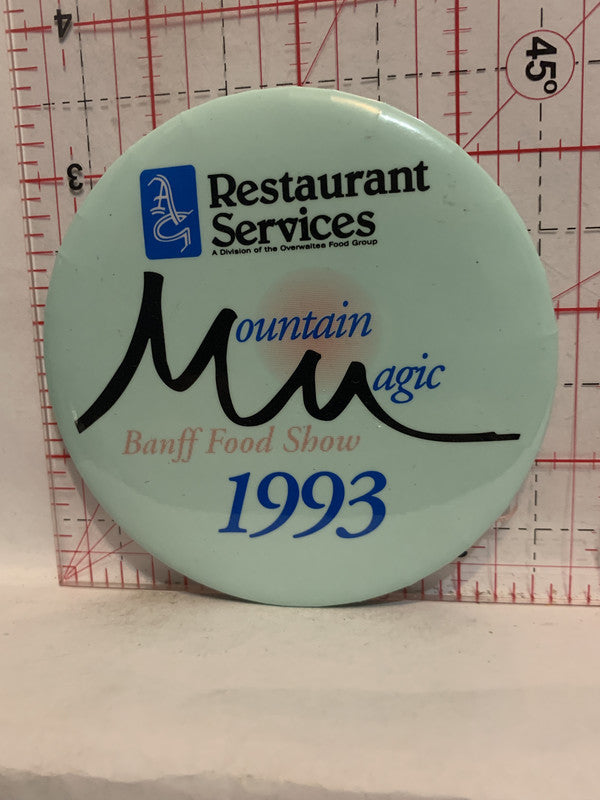 4
45°
3
AG
Restaurant
Services
A Division of the Overwaitea Food Group
Mountain
Magic
Banff Food Show
1993